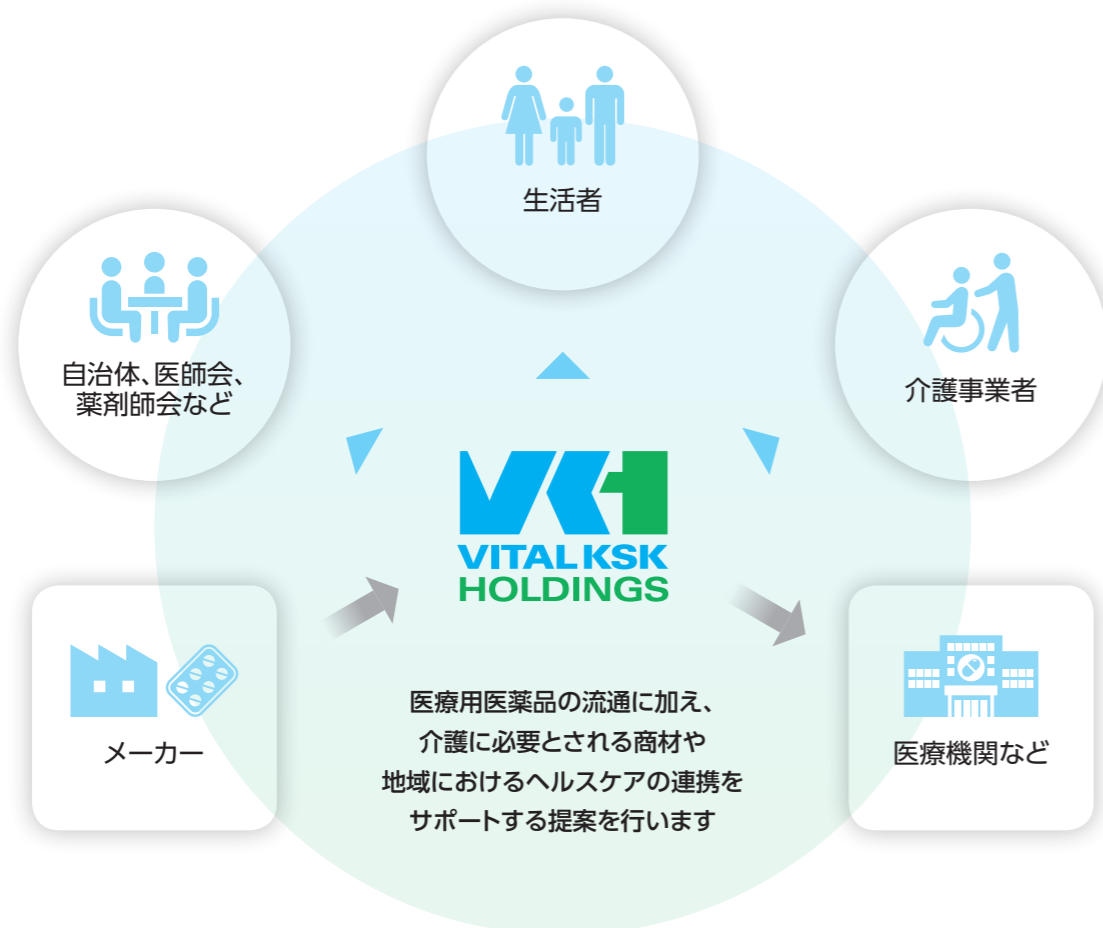 生活者
自治体、医師会、
薬剤師会など
介護事業者
VKH
VITAL KSK
HOLDINGS
メーカー
医療機関など
医療用医薬品の流通に加え、
介護に必要とされる商材や
地域におけるヘルスケアの連携を
サポートする提案を行います